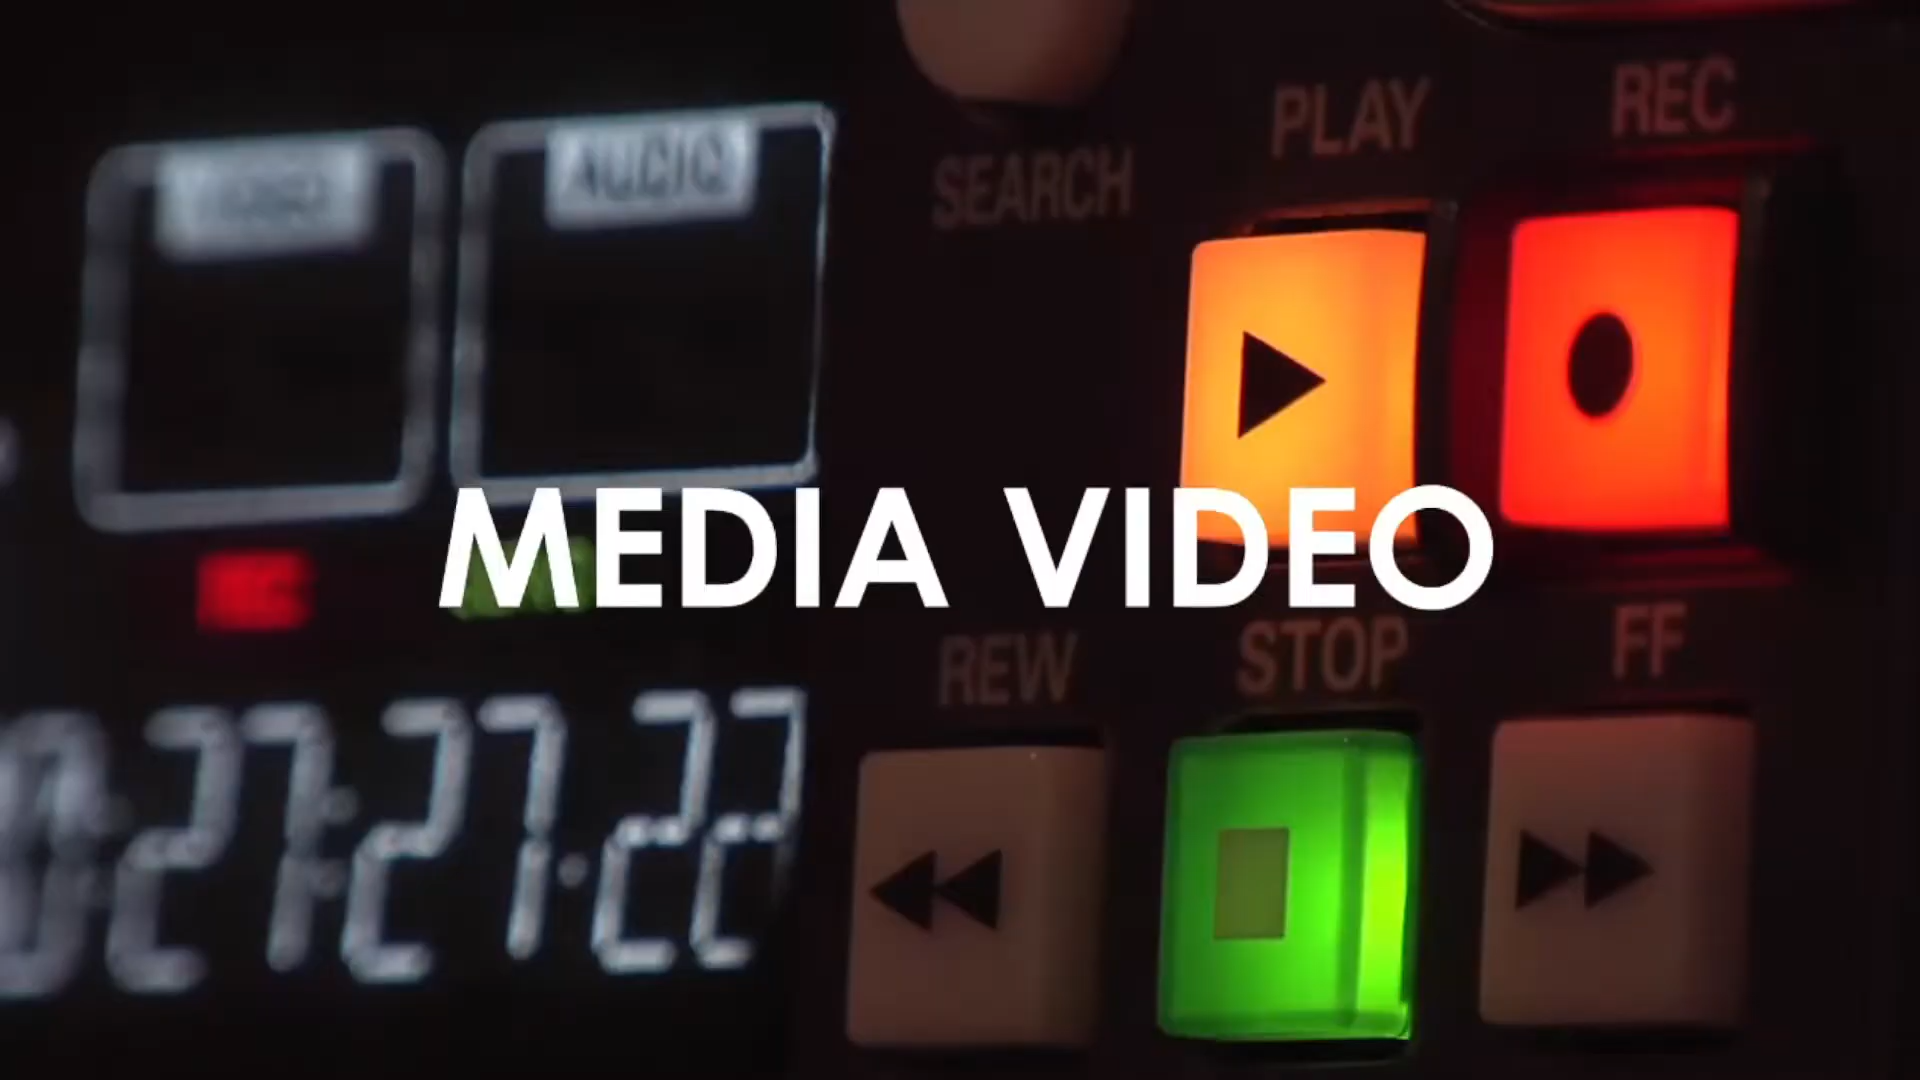 PLAY
REC
AUDIO
SEARCH
MEDIA VIDEO
REW
STOP
FF
27:27.22